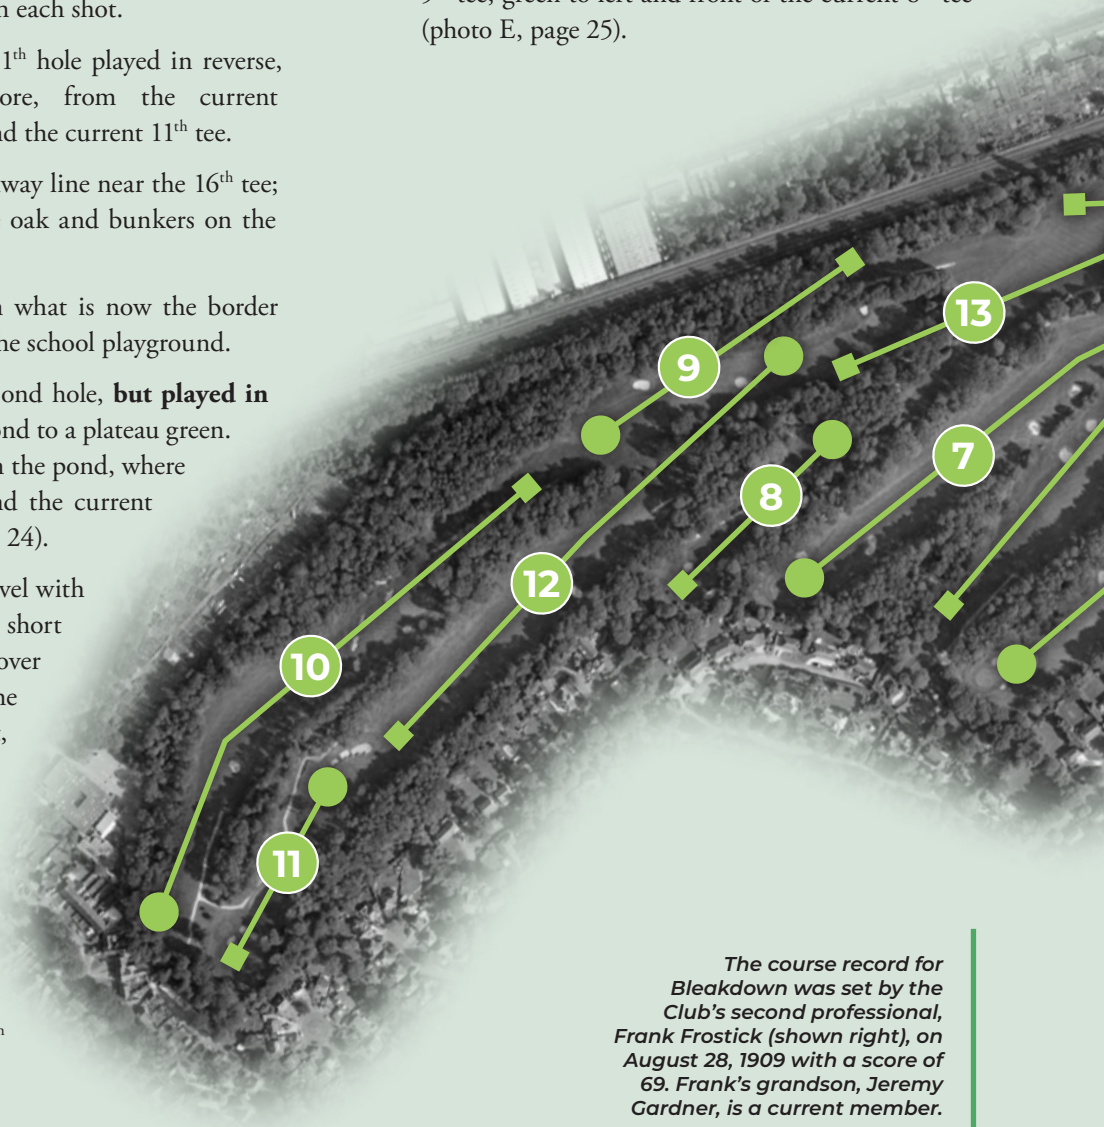 n each shot.
1th hole played in reverse,
ore, from the current
nd the current 11th tee.
way line near the 16th tee;
oak and bunkers on the
n what is now the border
ne school playground.
ond hole, but played in
ond to a plateau green.
n the pond, where
nd the current
24).
vel with
short
over
ne
(photo E, page 25).
13
9
7
8
12
10
11
The course record for
Bleakdown was set by the
Club's second professional,
Frank Frostick (shown right), on
August 28, 1909 with a score of
69. Frank's grandson, Jeremy
Gardner, is a current member.